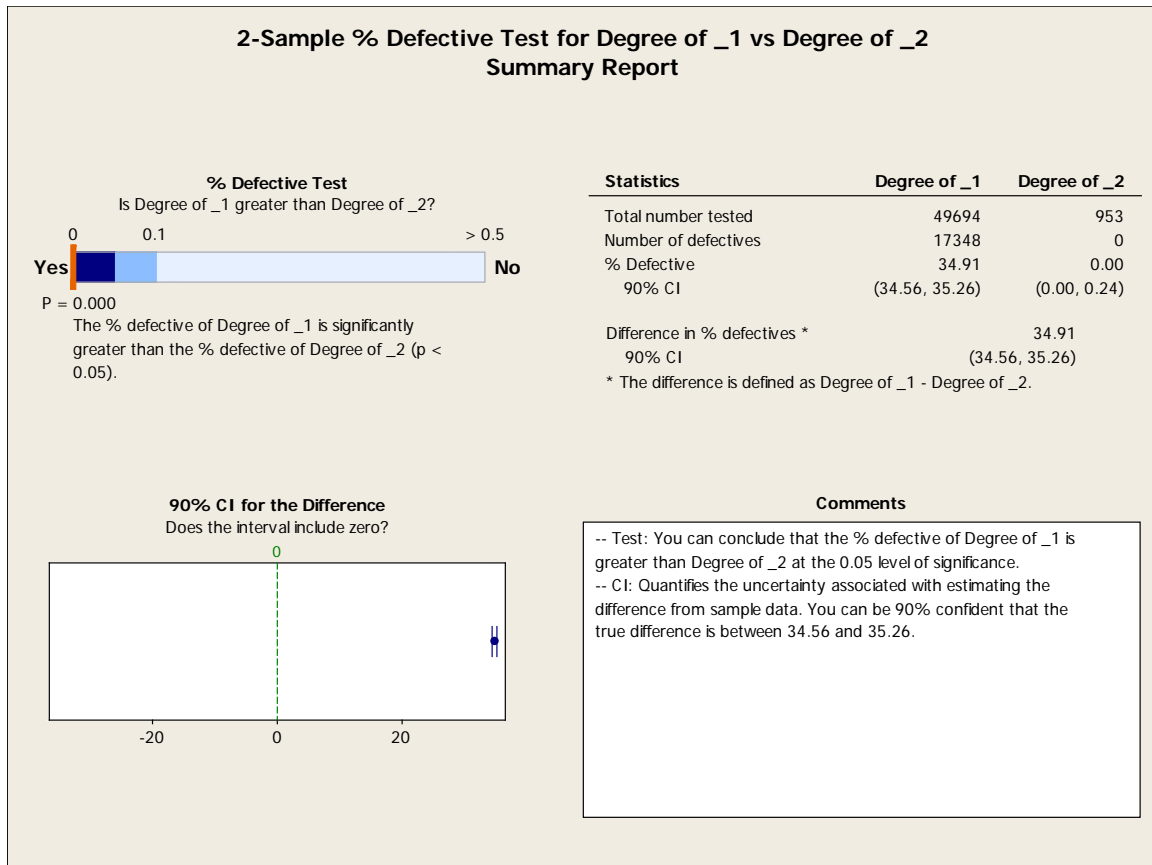 2-Sample % Defective Test for Degree of _1 vs Degree of _2
Summary Report
% Defective Test
Is Degree of _1 greater than Degree of _2?
0 0.1 > 0.5
Yes No
P = 0.000
The % defective of Degree of _1 is significantly
greater than the % defective of Degree of _2 (p <
0.05).
Statistics Degree of _1 Degree of _2
Total number tested 49694 953
Number of defectives 17348 0
% Defective 34.91 0.00
90% CI (34.56, 35.26) (0.00, 0.24)
Difference in % defectives * 34.91
90% CI (34.56, 35.26)
* The difference is defined as Degree of _1 - Degree of _2.
90% CI for the Difference
Does the interval include zero?
0
-20 0 20
Comments
-- Test: You can conclude that the % defective of Degree of _1 is
greater than Degree of _2 at the 0.05 level of significance.
-- CI: Quantifies the uncertainty associated with estimating the
difference from sample data. You can be 90% confident that the
true difference is between 34.56 and 35.26.